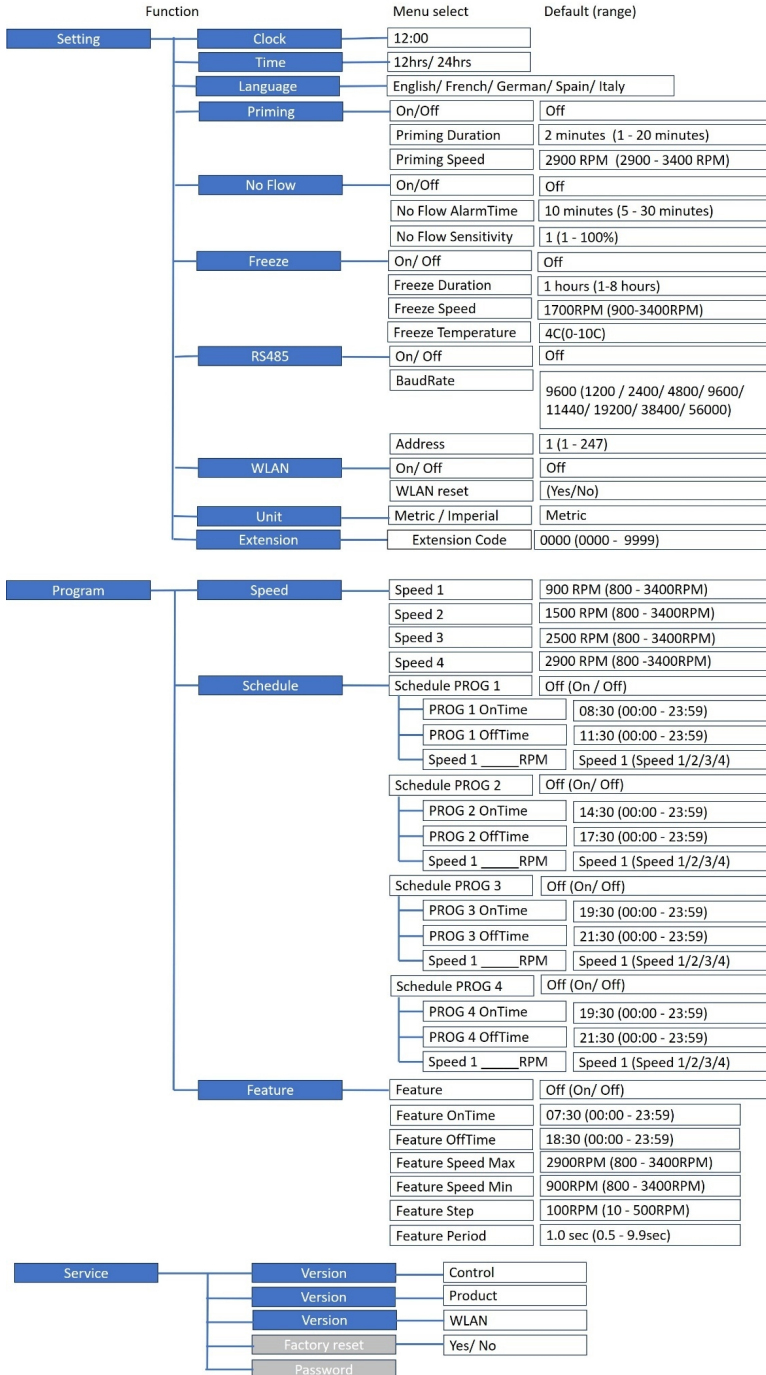 Function Menu select Default (range)
Setting Clock 12:00
Time 12hrs/ 24hrs
Language English/ French/ German/ Spain/ Italy
Priming On/Off Off
Priming Duration 2 minutes (1 - 20 minutes)
Priming Speed 2900 RPM (2900 - 3400 RPM)
No Flow On/Off Off
No Flow AlarmTime 10 minutes (5 - 30 minutes)
No Flow Sensitivity 1 (1 - 100%)
Freeze On/ Off Off
Freeze Duration 1 hours (1-8 hours)
Freeze Speed 1700RPM (900-3400RPM)
Freeze Temperature 4C(0-10C)
RS485 On/ Off Off
BaudRate 9600 (1200 / 2400/ 4800/ 9600/
11440/ 19200/ 38400/ 56000)
Address 1 (1 - 247)
WLAN On/ Off Off
WLAN reset (Yes/No)
Unit Metric / Imperial Metric
Extension Extension Code 0000 (0000 - 9999)
Program Speed Speed 1 900 RPM (800 - 3400RPM)
Speed 2 1500 RPM (800 - 3400RPM)
Speed 3 2500 RPM (800 - 3400RPM)
Speed 4 2900 RPM (800 -3400RPM)
Schedule Schedule PROG 1 Off (On / Off)
PROG 1 OnTime 08:30 (00:00 - 23:59)
PROG 1 OffTime 11:30 (00:00 - 23:59)
Speed 1 _____RPM Speed 1 (Speed 1/2/3/4)
Schedule PROG 2 Off (On/ Off)
PROG 2 OnTime 14:30 (00:00 - 23:59)
PROG 2 OffTime 17:30 (00:00 - 23:59)
Speed 1 _____RPM Speed 1 (Speed 1/2/3/4)
Schedule PROG 3 Off (On/ Off)
PROG 3 OnTime 19:30 (00:00 - 23:59)
PROG 3 OffTime 21:30 (00:00 - 23:59)
Speed 1 _____RPM Speed 1 (Speed 1/2/3/4)
Schedule PROG 4 Off (On/ Off)
PROG 4 OnTime 19:30 (00:00 - 23:59)
PROG 4 OffTime 21:30 (00:00 - 23:59)
Speed 1 _____RPM Speed 1 (Speed 1/2/3/4)
Feature Feature Off (On/ Off)
Feature OnTime 07:30 (00:00 - 23:59)
Feature OffTime 18:30 (00:00 - 23:59)
Feature Speed Max 2900RPM (800 - 3400RPM)
Feature Speed Min 900RPM (800 - 3400RPM)
Feature Step 100RPM (10 - 500RPM)
Feature Period 1.0 sec (0.5 - 9.9sec)
Service Version Control
Version Product
Version WLAN
Factory reset Yes/ No
Password